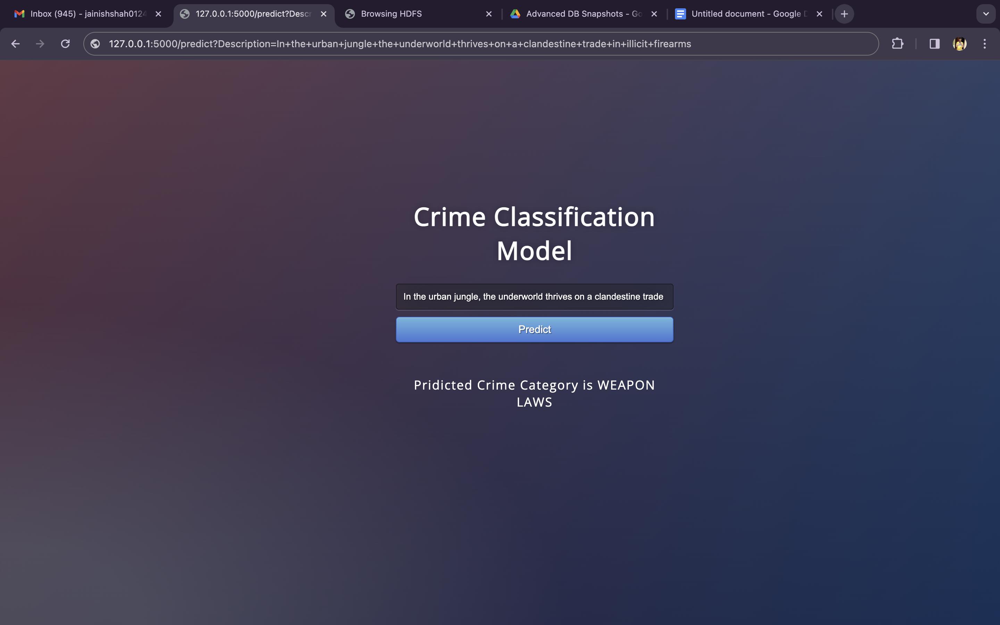 Inbox (945) - jainishshah0124
127.0.0.1:5000/predict?Descr
Browsing HDFS
Advanced DB Snapshots - Go
Untitled document - Google D
127.0.0.1:5000/predict?Description=In+the+urban+jungle+the+underworld+thrives+on+a+clandestine+trade+in+illicit+firearms
Crime Classification
Model
In the urban jungle, the underworld thrives on a clandestine trade
Predict
Pridicted Crime Category is WEAPON
LAWS